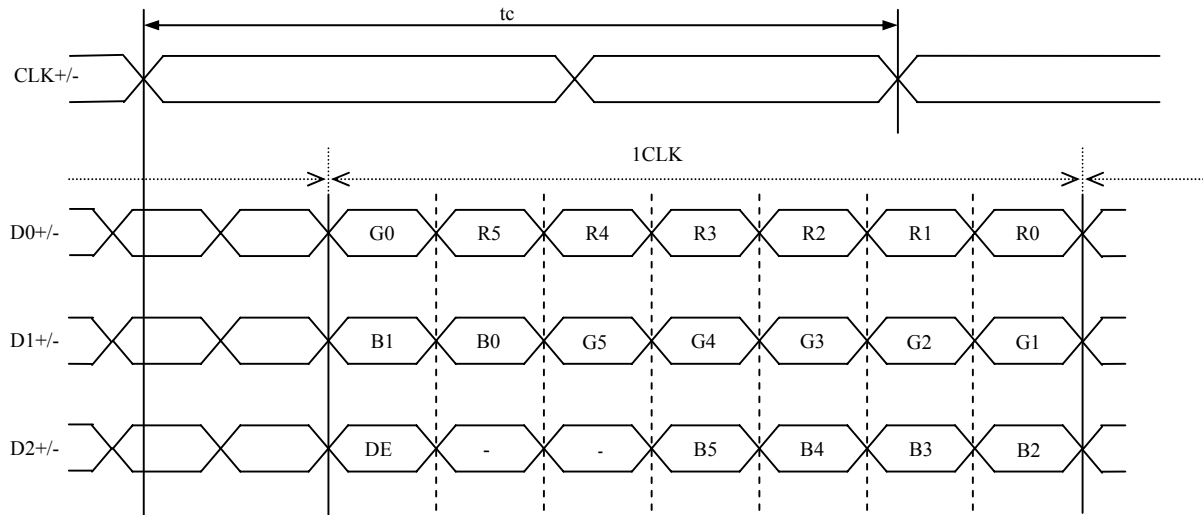 tc
CLK+/-
1CLK
D0+/- G0 R5 R4 R3 R2 R1 R0
D1+/- B1 B0 G5 G4 G3 G2 G1
D2+/- DE - - B5 B4 B3 B2